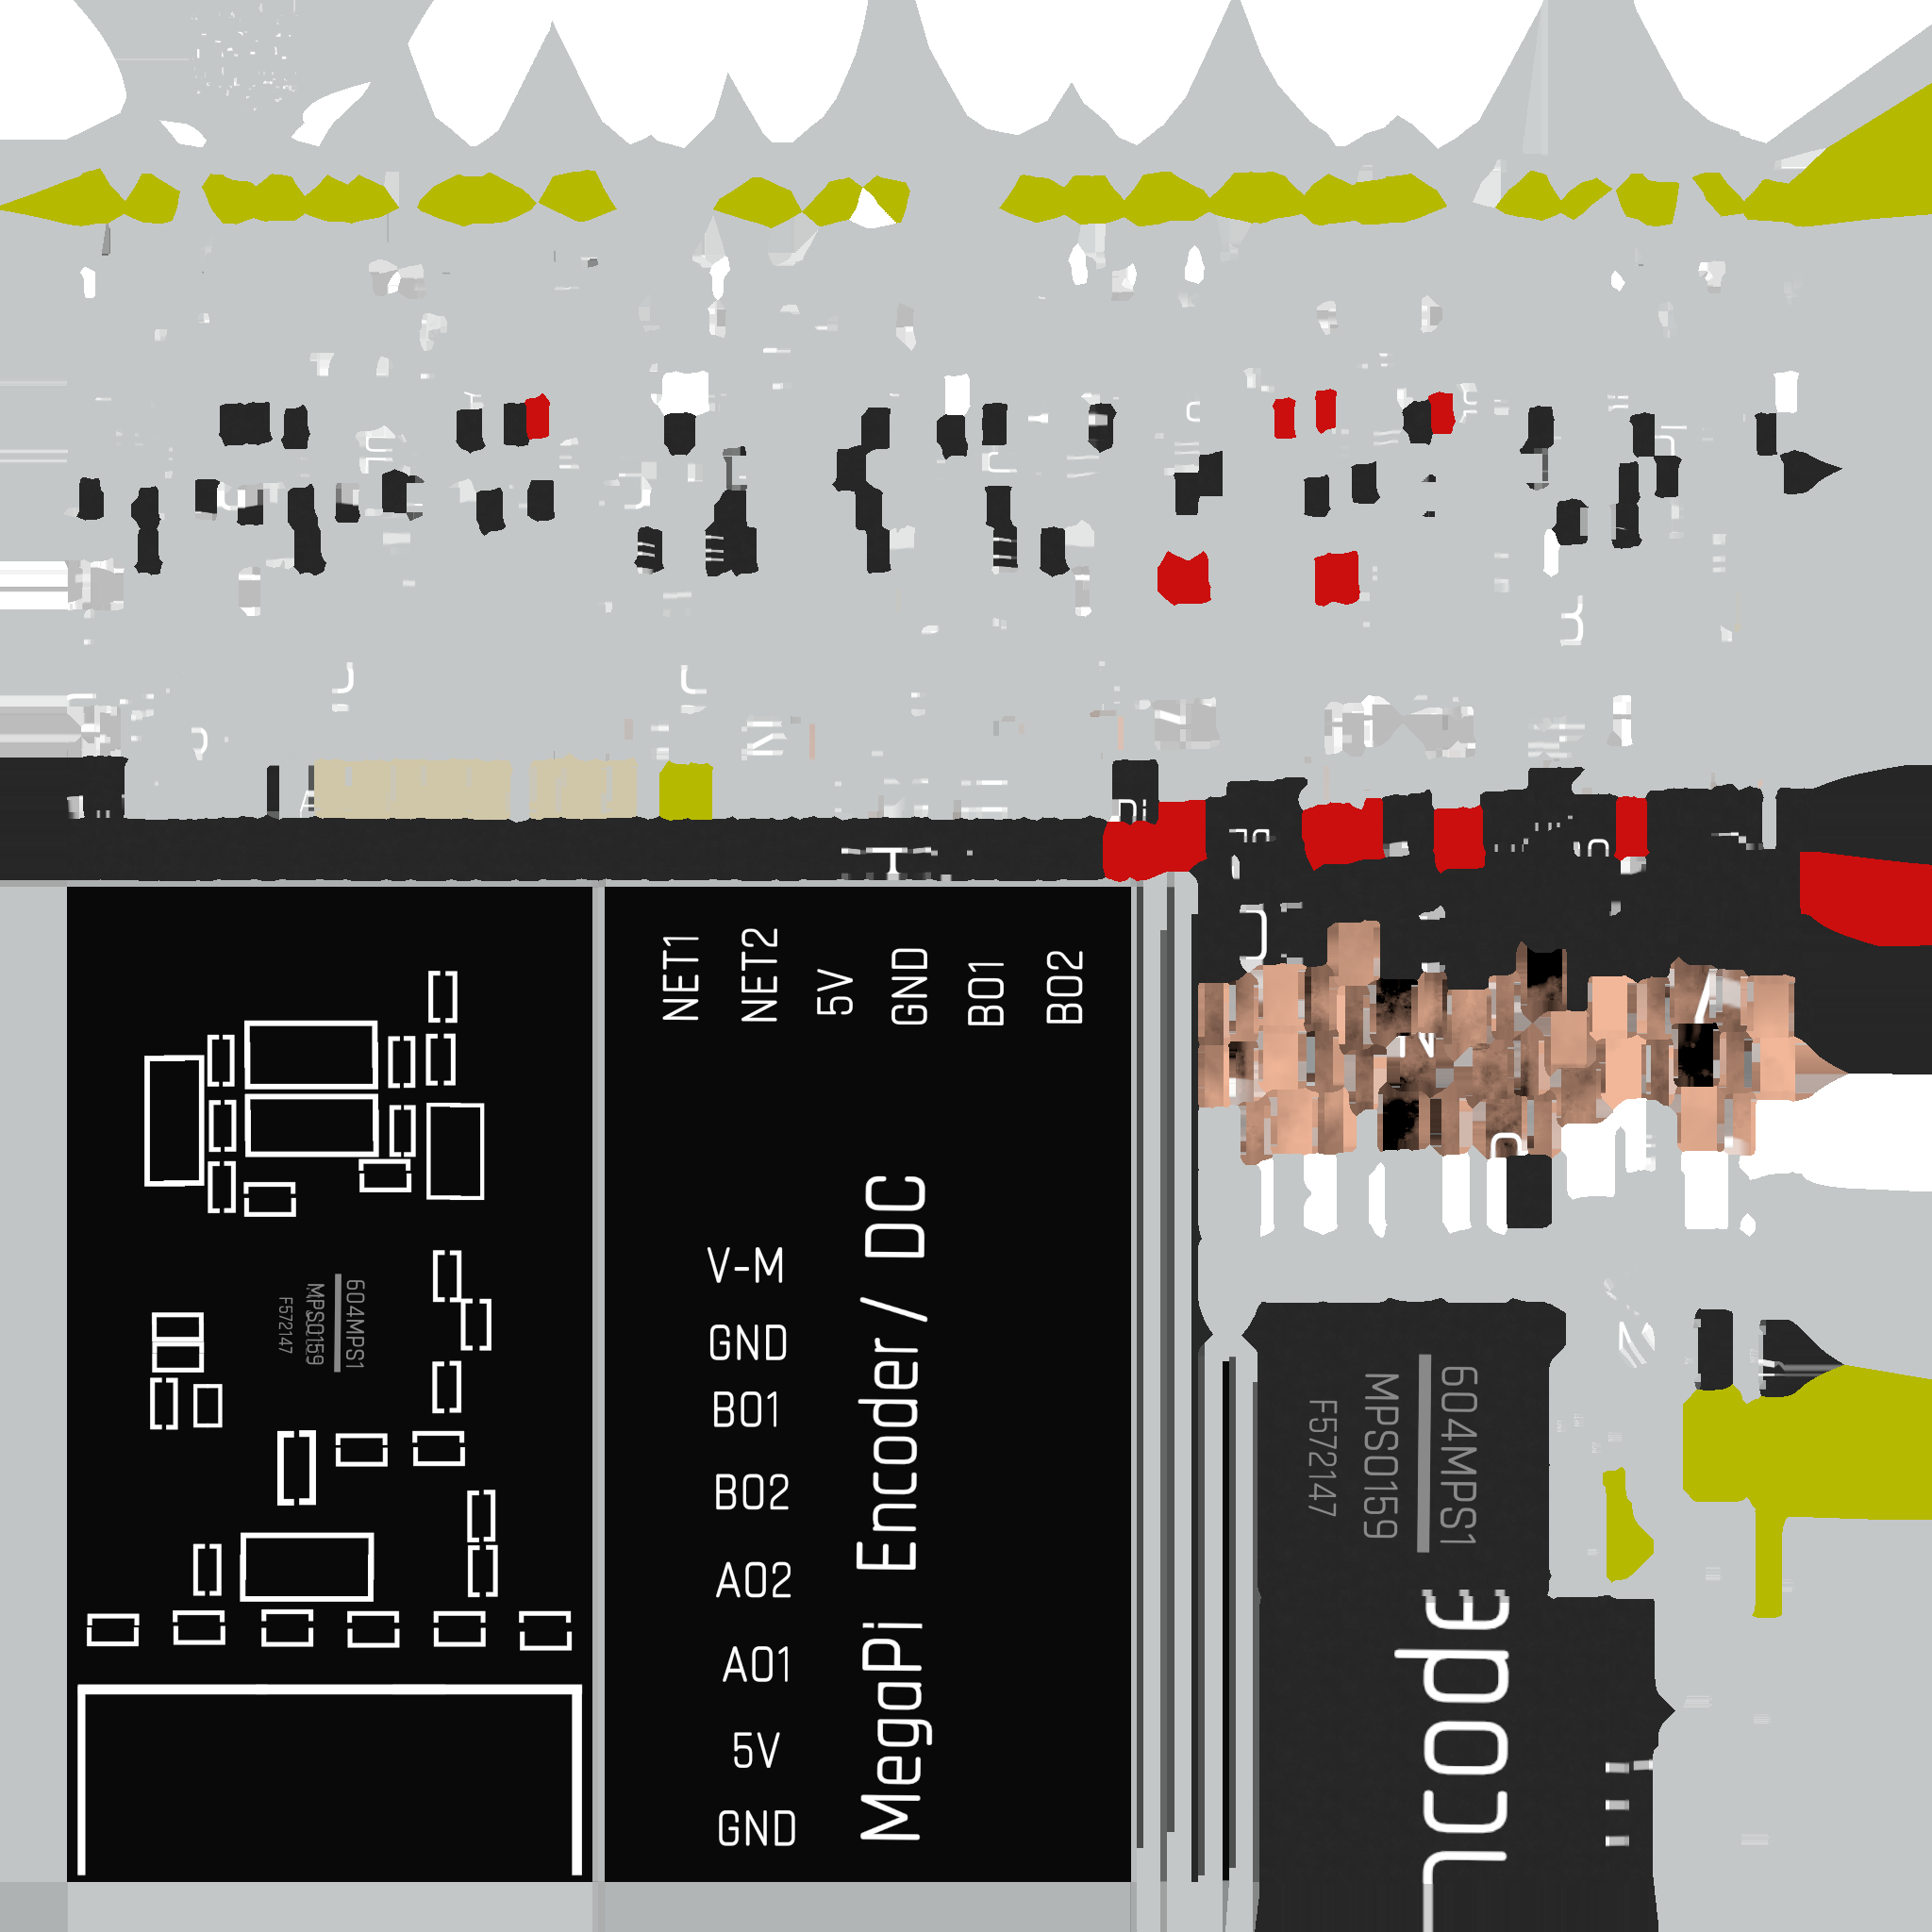 NET1
NET2
5V
GND
BO1
BO2
V-M
GND
BO1
BO2
AO2
AO1
5V
GND
MegaPi Encoder / DC
604MPS1
MPS0159
F572147
604MPS1
MPS0159
F572147